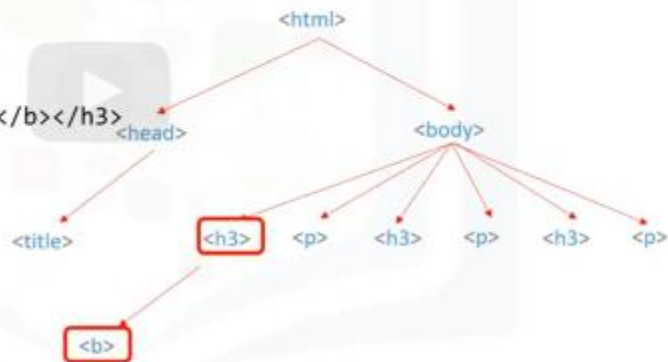 <html>
</b></h3>
<head> <body>
<title> <h3> <p> <h3> <p> <h3> <p>
<b>